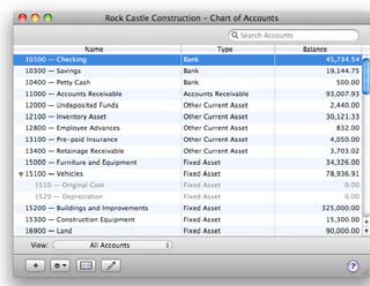 Rock Castle Construction - Chart of Accounts
Search Accounts
Name Type Balance
10100 — Checking Bank 45,734.54
10300 — Savings Bank 19,144.75
10400 — Petty Cash Bank 500.00
11000 — Accounts Receivable Accounts Receivable 93,007.93
12000 — Undeposited Funds Other Current Asset 2,440.00
12100 — Inventory Asset Other Current Asset 30,121.33
12800 — Employee Advances Other Current Asset 832.00
13100 — Pre-paid Insurance Other Current Asset 4,050.00
13400 — Retainage Receivable Other Current Asset 3,703.02
15000 — Furniture and Equipment Fixed Asset 34,326.00
15100 — Vehicles Fixed Asset 78,936.91
1510 — Original Cost Fixed Asset 0.00
1520 — Depreciation Fixed Asset 0.00
15200 — Buildings and Improvements Fixed Asset 325,000.00
15300 — Construction Equipment Fixed Asset 15,300.00
16900 — Land Fixed Asset 90,000.00
View: All Accounts